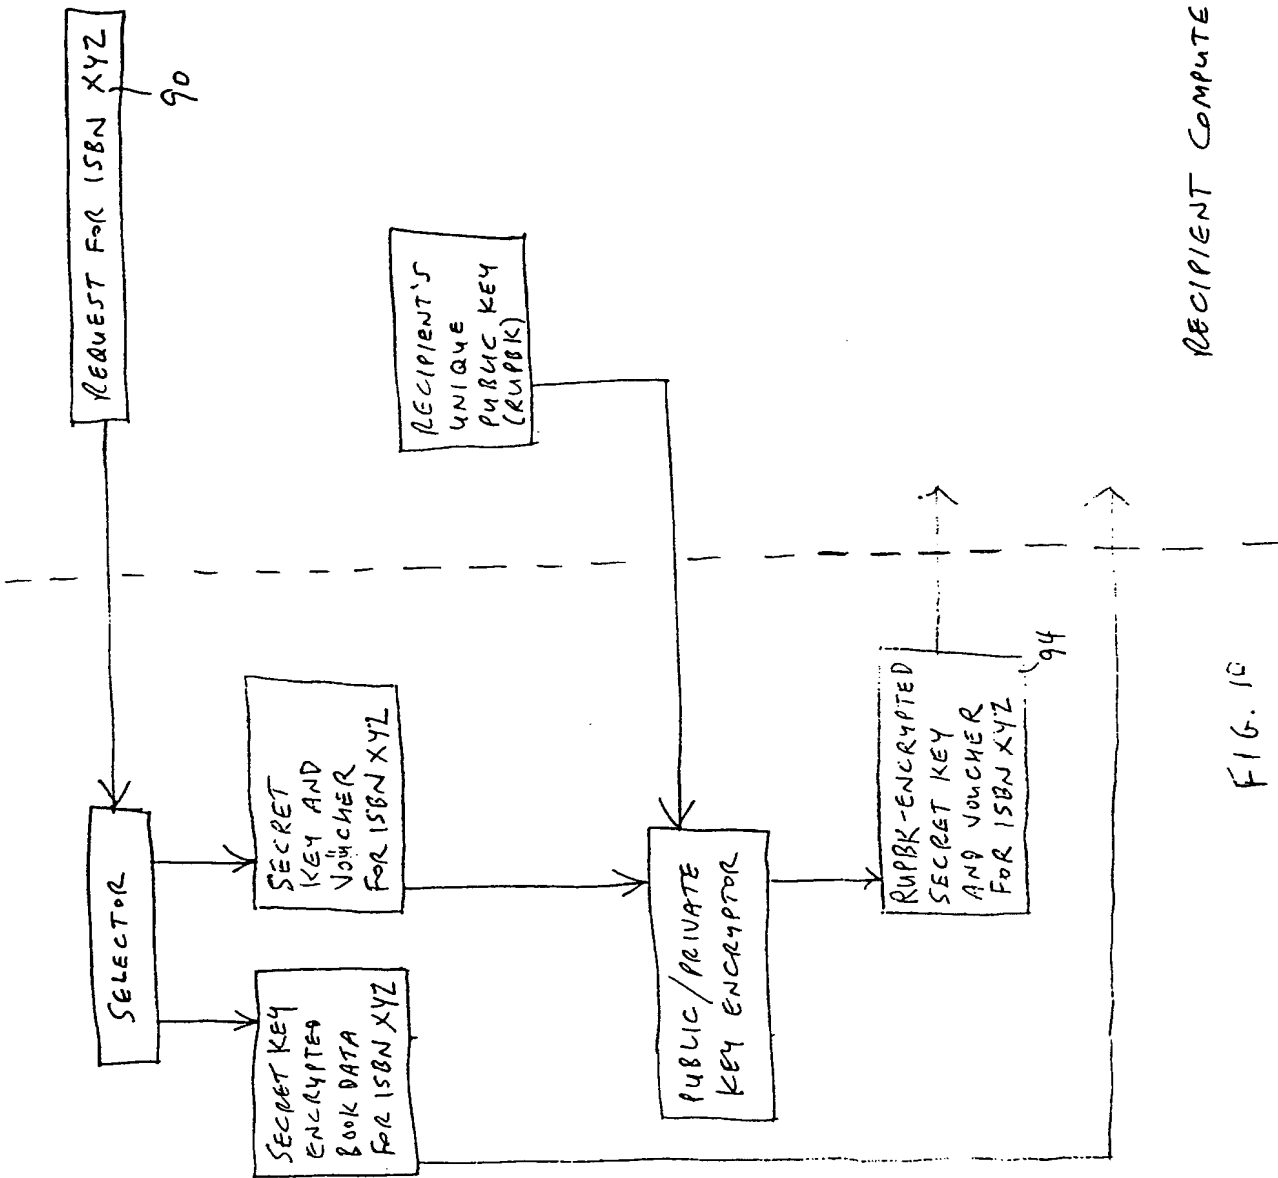 REQUEST FOR ISBN XYZ
90
RECIPIENT'S
UNIQUE
PUBLIC KEY
(RUPBK)
RECIPIENT COMPUTE
SELECTOR
SECRET
KEY AND
VOUCHER
FOR ISBN XYZ
SECRET KEY
ENCRYPTED
BOOK DATA
FOR ISBN XYZ
PUBLIC/PRIVATE
KEY ENCRYPTOR
RUPBK-ENCRYPTED
SECRET KEY
AND VOUCHER
FOR ISBN XYZ
94
FIG.